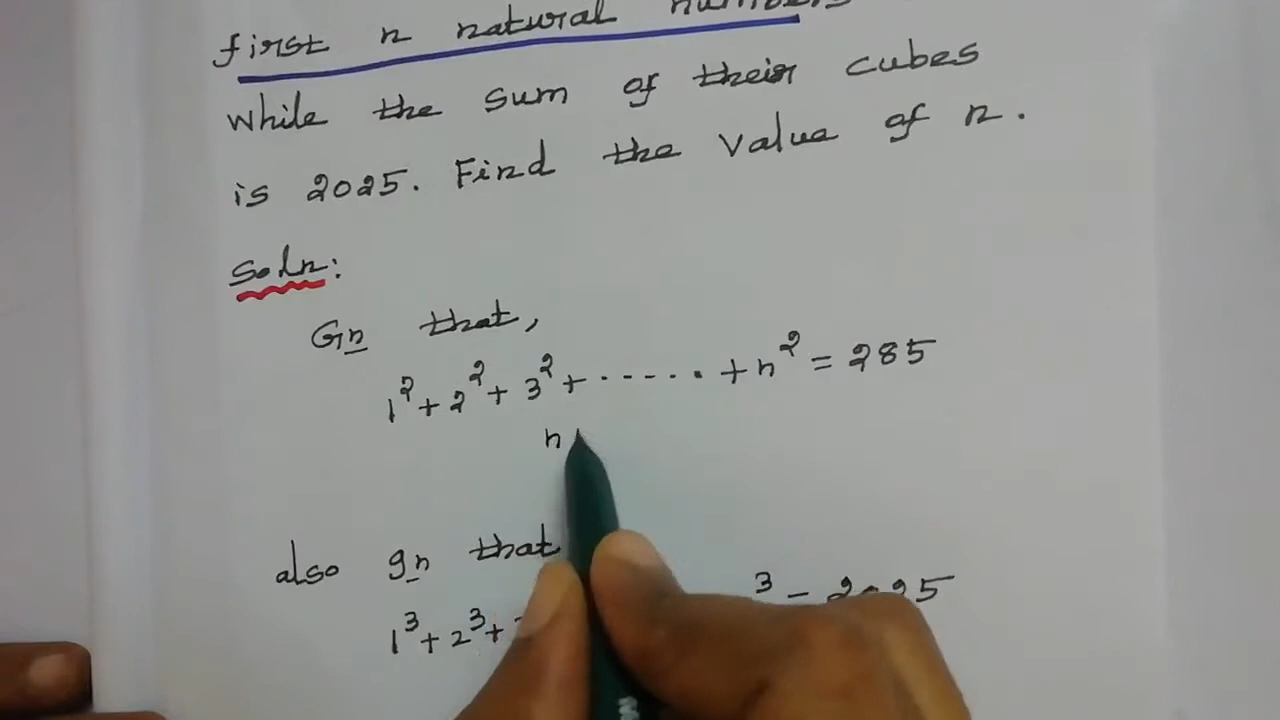 first n natural numbers
while the sum of their cubes
is 2025. Find the value of n.
Soln:
Gn that,
1² + 2² + 3² + ······ + n² = 285
n
also gn that
1³ + 2³ + ³ = 2025